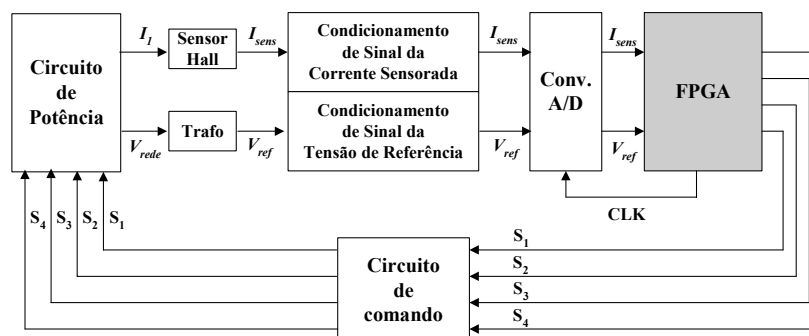 Circuito
de
Potência
I1
Sensor
Hall
Isens
Condicionamento
de Sinal da
Corrente Sensorada
Isens
Conv.
A/D
Isens
FPGA
Vrede
Trafo
Vref
Condicionamento
de Sinal da
Tensão de Referência
Vref
Vref
CLK
S4 S3 S2 S1
Circuito
de
comando
S1
S2
S3
S4